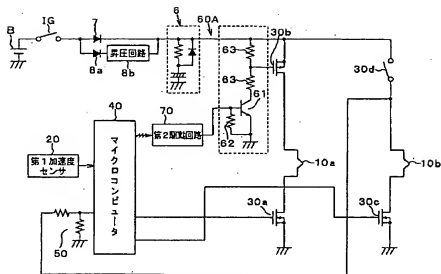 B
IG
7
8a
昇圧回路
8b
6
60A
63
63
61
62
30b
30d
40
マイクロコンピュータ
70
第2駆動回路
20
第1加速度センサ
50
30a
10a
30c
10b